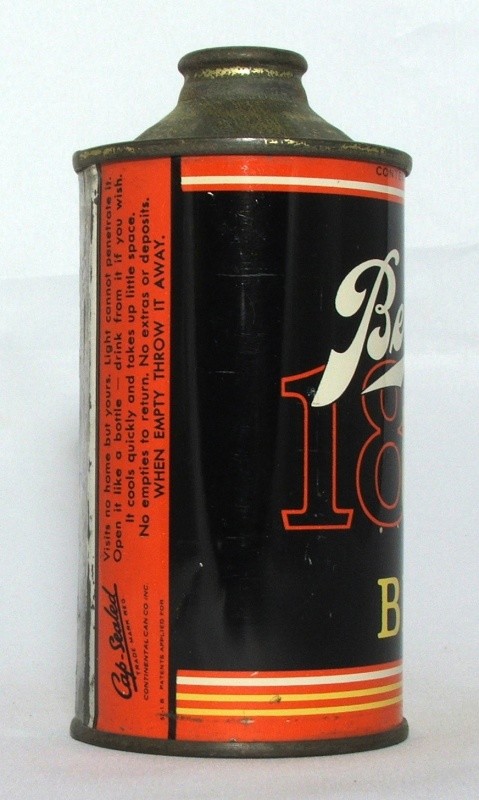 Visits no home but yours. Light cannot penetrate it.
Open it like a bottle — drink from it if you wish.
It cools quickly and takes up little space.
No empties to return. No extras or deposits.
WHEN EMPTY THROW IT AWAY.
Cap-Sealed
TRADE MARK REG
CONTINENTAL CAN CO. INC.
PATENTS APPLIED FOR
CONT
Be
18
B